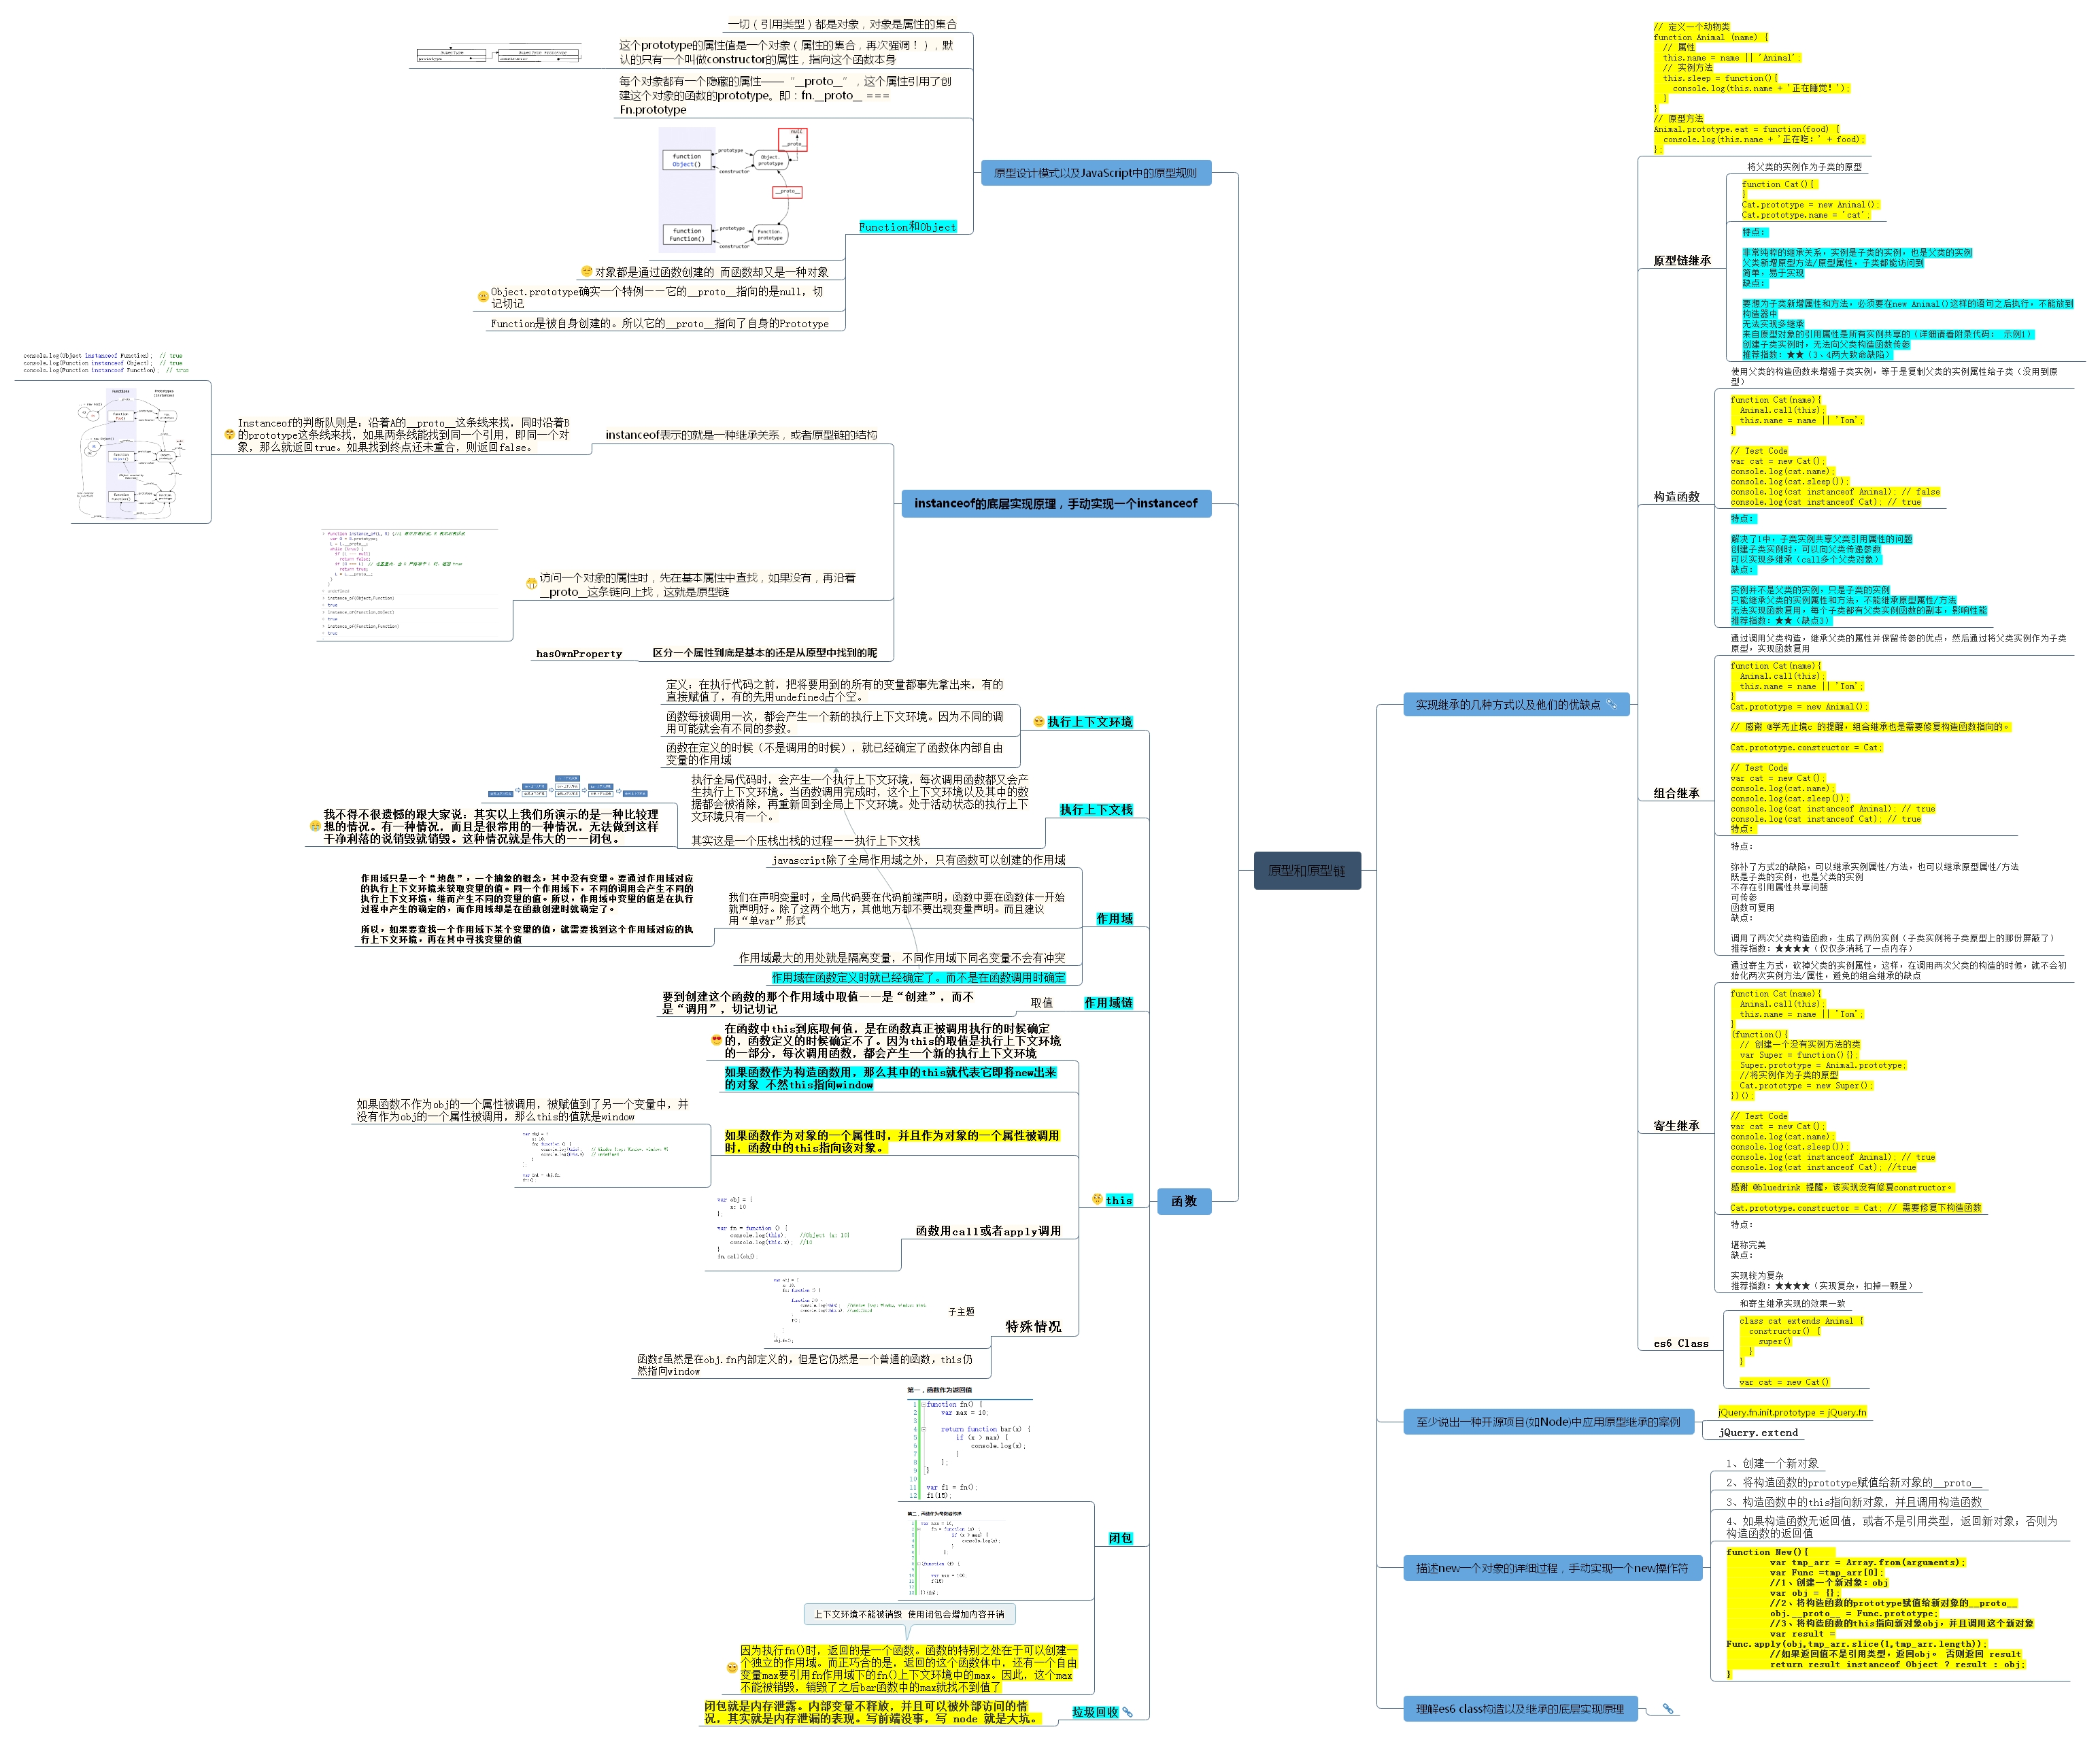 原型和原型链
原型设计模式以及JavaScript中的原型规则
一切（引用类型）都是对象，对象是属性的集合
这个prototype的属性值是一个对象（属性的集合，再次强调！），默
认的只有一个叫做constructor的属性，指向这个函数本身
每个对象都有一个隐藏的属性——“__proto__”，这个属性引用了创
建这个对象的函数的prototype。即：fn.__proto__ ===
Fn.prototype
Function和Object
null
__proto__
function
Object()
prototype
constructor
Object.
prototype
__proto__
function
Function()
prototype
constructor
Function.
prototype
对象都是通过函数创建的 而函数却又是一种对象
Object.prototype确实一个特例——它的__proto__指向的是null，切
记切记
Function是被自身创建的。所以它的__proto__指向了自身的Prototype
instanceof的底层实现原理，手动实现一个instanceof
instanceof表示的就是一种继承关系，或者原型链的结构
Instanceof的判断队则是：沿着A的__proto__这条线来找，同时沿着B
的prototype这条线来找，如果两条线能找到同一个引用，即同一个对
象，那么就返回true。如果找到终点还未重合，则返回false。
console.log(Object instanceof Function); // true
console.log(Function instanceof Object); // true
console.log(Function instanceof Function); // true
访问一个对象的属性时，先在基本属性中查找，如果没有，再沿着
__proto__这条链向上找，这就是原型链
instance_of(Object,Function)
true
instance_of(Function,Object)
true
instance_of(Function,Function)
true
区分一个属性到底是基本的还是从原型中找到的呢
hasOwnProperty
函数
执行上下文环境
定义：在执行代码之前，把将要用到的所有的变量都事先拿出来，有的
直接赋值了，有的先用undefined占个空。
函数每被调用一次，都会产生一个新的执行上下文环境。因为不同的调
用可能就会有不同的参数。
函数在定义的时候（不是调用的时候），就已经确定了函数体内部自由
变量的作用域
执行上下文栈
执行全局代码时，会产生一个执行上下文环境，每次调用函数都又会产
生执行上下文环境。当函数调用完成时，这个上下文环境以及其中的数
据都会被消除，再重新回到全局上下文环境。处于活动状态的执行上下
文环境只有一个。
其实这是一个压栈出栈的过程——执行上下文栈
我不得不很遗憾的跟大家说：其实以上我们所演示的是一种比较理
想的情况。有一种情况，而且是很常用的一种情况，无法做到这样
干净利落的说销毁就销毁。这种情况就是伟大的——闭包。
作用域
javascript除了全局作用域之外，只有函数可以创建的作用域
我们在声明变量时，全局代码要在代码前端声明，函数中要在函数体一开始
就声明好。除了这两个地方，其他地方都不要出现变量声明。而且建议
用“单var”形式
作用域只是一个“地盘”，一个抽象的概念，其中没有变量。要通过作用域对应
的执行上下文环境来获取变量的值。同一个作用域下，不同的调用会产生不同的
执行上下文环境，继而产生不同的变量的值。所以，作用域中变量的值是在执行
过程中产生的确定的，而作用域却是在函数创建时就确定了。
所以，如果要查找一个作用域下某个变量的值，就需要找到这个作用域对应的执
行上下文环境，再在其中寻找变量的值
作用域最大的用处就是隔离变量，不同作用域下同名变量不会有冲突
作用域在函数定义时就已经确定了。而不是在函数调用时确定
作用域链
取值
要到创建这个函数的那个作用域中取值——是“创建”，而不
是“调用”，切记切记
this
在函数中this到底取何值，是在函数真正被调用执行的时候确定
的，函数定义的时候确定不了。因为this的取值是执行上下文环境
的一部分，每次调用函数，都会产生一个新的执行上下文环境
如果函数作为构造函数用，那么其中的this就代表它即将new出来
的对象 不然this指向window
如果函数作为对象的一个属性时，并且作为对象的一个属性被调用
时，函数中的this指向该对象。
如果函数不作为obj的一个属性被调用，被赋值到了另一个变量中，并
没有作为obj的一个属性被调用，那么this的值就是window
函数用call或者apply调用
var obj = {
x: 10
};
var fn = function () {
console.log(this); //Object {x: 10}
console.log(this.x); //10
}
fn.call(obj);
特殊情况
子主题
函数f虽然是在obj.fn内部定义的，但是它仍然是一个普通的函数，this仍
然指向window
闭包
第一，函数作为返回值
1 function fn() {
2 var max = 10;
3
4 return function bar(x) {
5 if (x > max) {
6 console.log(x);
7 }
8 };
9 }
10
11 var f1 = fn();
12 f1(15);
上下文环境不能被销毁 使用闭包会增加内容开销
因为执行fn()时，返回的是一个函数。函数的特别之处在于可以创建一
个独立的作用域。而正巧合的是，返回的这个函数体中，还有一个自由
变量max要引用fn作用域下的fn()上下文环境中的max。因此，这个max
不能被销毁，销毁了之后bar函数中的max就找不到值了
垃圾回收
闭包就是内存泄露。内部变量不释放，并且可以被外部访问的情
况，其实就是内存泄漏的表现。写前端没事，写 node 就是大坑。
实现继承的几种方式以及他们的优缺点
// 定义一个动物类
function Animal (name) {
// 属性
this.name = name || 'Animal';
// 实例方法
this.sleep = function(){
console.log(this.name + '正在睡觉！');
}
}
// 原型方法
Animal.prototype.eat = function(food) {
console.log(this.name + '正在吃：' + food);
};
原型链继承
将父类的实例作为子类的原型
function Cat(){
}
Cat.prototype = new Animal();
Cat.prototype.name = 'cat';
特点：
非常纯粹的继承关系，实例是子类的实例，也是父类的实例
父类新增原型方法/原型属性，子类都能访问到
简单，易于实现
缺点：
要想为子类新增属性和方法，必须要在new Animal()这样的语句之后执行，不能放到
构造器中
无法实现多继承
来自原型对象的引用属性是所有实例共享的（详细请看附录代码： 示例1）
创建子类实例时，无法向父类构造函数传参
推荐指数：★★（3、4两大致命缺陷）
构造函数
使用父类的构造函数来增强子类实例，等于是复制父类的实例属性给子类（没用到原
型）
function Cat(name){
Animal.call(this);
this.name = name || 'Tom';
}
// Test Code
var cat = new Cat();
console.log(cat.name);
console.log(cat.sleep());
console.log(cat instanceof Animal); // false
console.log(cat instanceof Cat); // true
特点：
解决了1中，子类实例共享父类引用属性的问题
创建子类实例时，可以向父类传递参数
可以实现多继承（call多个父类对象）
缺点：
实例并不是父类的实例，只是子类的实例
只能继承父类的实例属性和方法，不能继承原型属性/方法
无法实现函数复用，每个子类都有父类实例函数的副本，影响性能
推荐指数：★★（缺点3）
组合继承
通过调用父类构造，继承父类的属性并保留传参的优点，然后通过将父类实例作为子类
原型，实现函数复用
function Cat(name){
Animal.call(this);
this.name = name || 'Tom';
}
Cat.prototype = new Animal();
// 感谢 @学无止境c 的提醒，组合继承也是需要修复构造函数指向的。
Cat.prototype.constructor = Cat;
// Test Code
var cat = new Cat();
console.log(cat.name);
console.log(cat.sleep());
console.log(cat instanceof Animal); // true
console.log(cat instanceof Cat); // true
特点：
特点：
弥补了方式2的缺陷，可以继承实例属性/方法，也可以继承原型属性/方法
既是子类的实例，也是父类的实例
不存在引用属性共享问题
可传参
函数可复用
缺点：
调用了两次父类构造函数，生成了两份实例（子类实例将子类原型上的那份屏蔽了）
推荐指数：★★★★（仅仅多消耗了一点内存）
寄生继承
通过寄生方式，砍掉父类的实例属性，这样，在调用两次父类的构造的时候，就不会初
始化两次实例方法/属性，避免的组合继承的缺点
function Cat(name){
Animal.call(this);
this.name = name || 'Tom';
}
(function(){
// 创建一个没有实例方法的类
var Super = function(){};
Super.prototype = Animal.prototype;
//将实例作为子类的原型
Cat.prototype = new Super();
})();
// Test Code
var cat = new Cat();
console.log(cat.name);
console.log(cat.sleep());
console.log(cat instanceof Animal); // true
console.log(cat instanceof Cat); //true
感谢 @bluedrink 提醒，该实现没有修复constructor。
Cat.prototype.constructor = Cat; // 需要修复下构造函数
特点：
堪称完美
缺点：
实现较为复杂
推荐指数：★★★★（实现复杂，扣掉一颗星）
es6 Class
和寄生继承实现的效果一致
class cat extends Animal {
constructor() {
super()
}
}
var cat = new Cat()
至少说出一种开源项目(如Node)中应用原型继承的案例
jQuery.fn.init.prototype = jQuery.fn
jQuery.extend
描述new一个对象的详细过程，手动实现一个new操作符
1、创建一个新对象
2、将构造函数的prototype赋值给新对象的__proto__
3、构造函数中的this指向新对象，并且调用构造函数
4、如果构造函数无返回值，或者不是引用类型，返回新对象；否则为
构造函数的返回值
function New(){
var tmp_arr = Array.from(arguments);
var Func =tmp_arr[0];
//1、创建一个新对象：obj
var obj = {};
//2、将构造函数的prototype赋值给新对象的__proto__
obj.__proto__ = Func.prototype;
//3、将构造函数的this指向新对象obj，并且调用这个新对象
var result =
Func.apply(obj,tmp_arr.slice(1,tmp_arr.length));
//如果返回值不是引用类型，返回obj。 否则返回 result
return result instanceof Object ? result : obj;
}
理解es6 class构造以及继承的底层实现原理